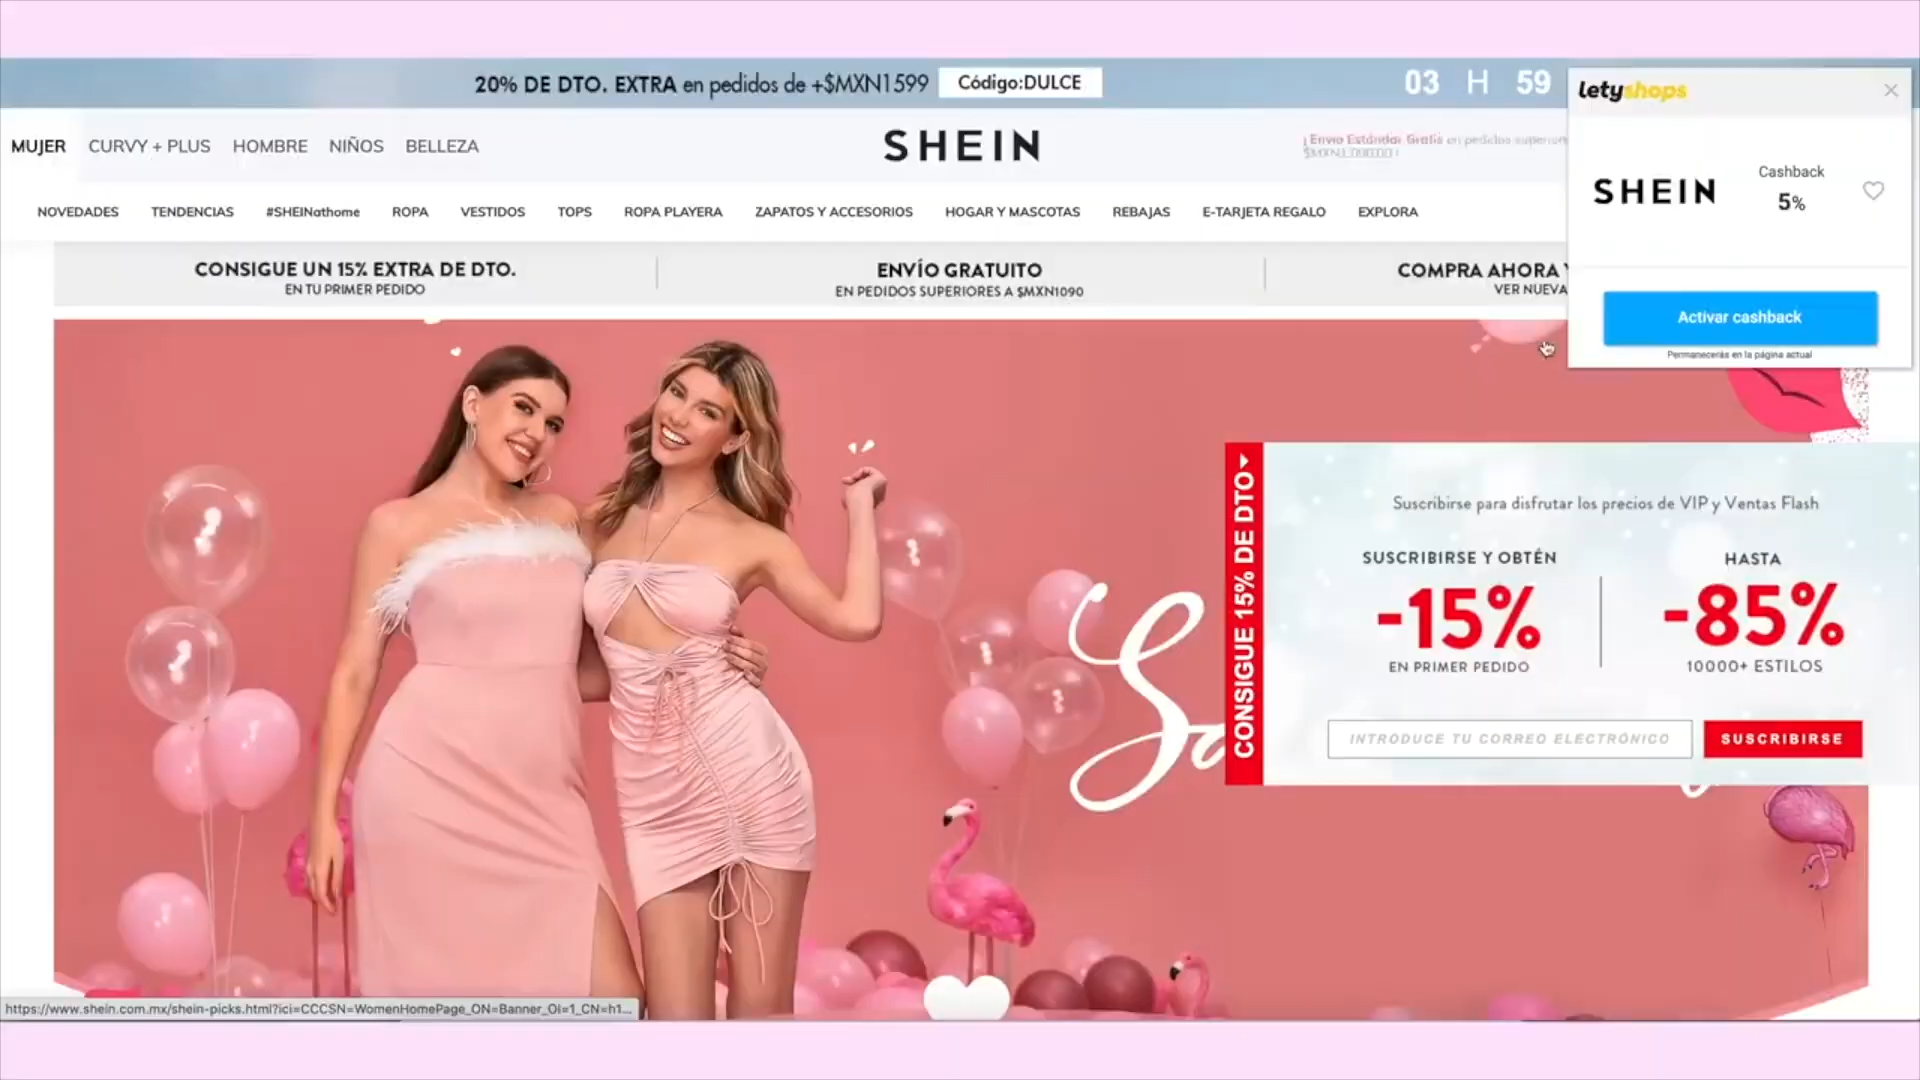 20% DE DTO. EXTRA en pedidos de +$MXN1599 Código:DULCE
03 H 59
letyshops
MUJER CURVY + PLUS HOMBRE NIÑOS BELLEZA
SHEIN
¡ Envío Estándar Gratis en pedidos
SHEIN
Cashback
5%
NOVEDADES TENDENCIAS #SHEINathome ROPA VESTIDOS TOPS ROPA PLAYERA ZAPATOS Y ACCESORIOS HOGAR Y MASCOTAS REBAJAS E-TARJETA REGALO EXPLORA
CONSIGUE UN 15% EXTRA DE DTO.
EN TU PRIMER PEDIDO
ENVÍO GRATUITO
EN PEDIDOS SUPERIORES A $MXN1090
COMPRA AHORA Y
VER NUEVA
Activar cashback
Permanecerás en la página actual
CONSIGUE 15% DE DTO
Suscribirse para disfrutar los precios de VIP y Ventas Flash
SUSCRIBIRSE Y OBTÉN
-15%
EN PRIMER PEDIDO
HASTA
-85%
10000+ ESTILOS
INTRODUCE TU CORREO ELECTRÓNICO
SUSCRIBIRSE
https://www.shein.com.mx/shein-picks.html?ici=CCCSN=WomenHomePage_ON=Banner_OI=1_CN=h1...